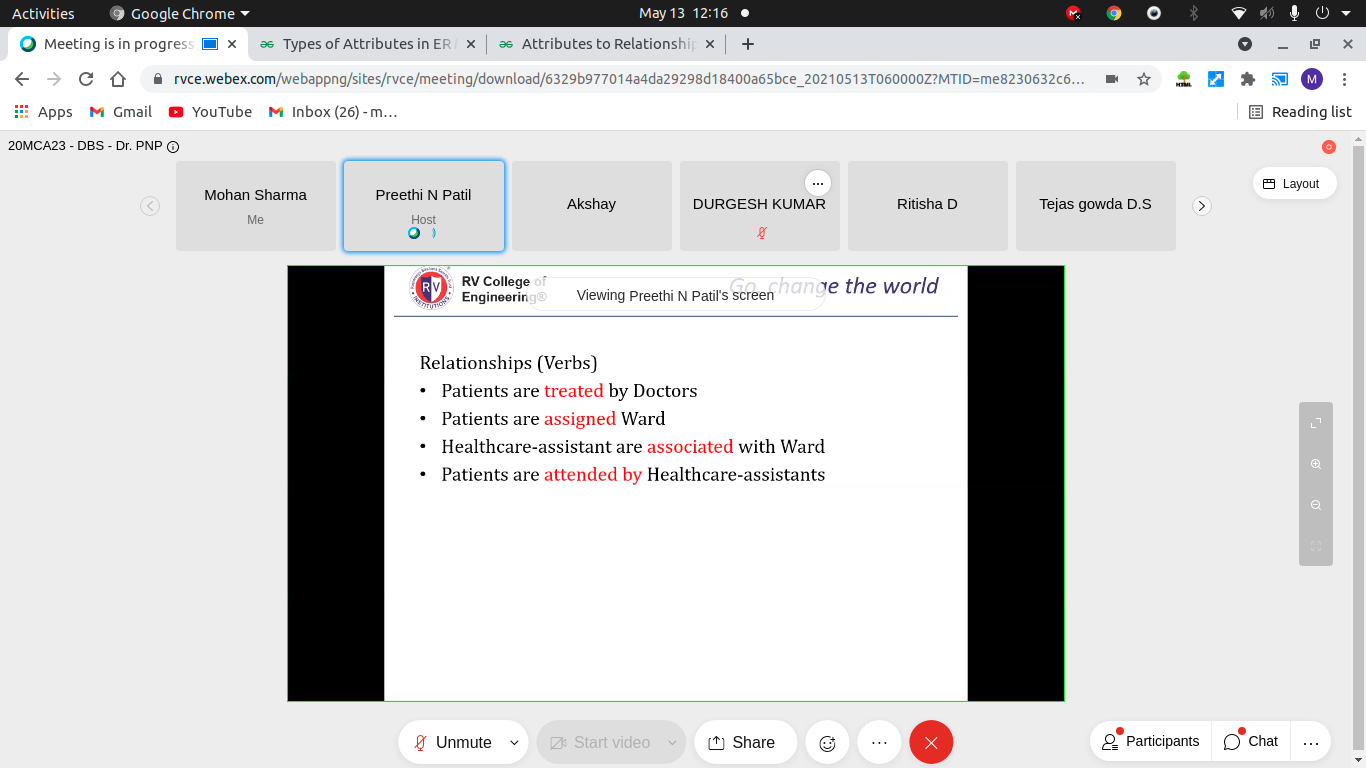 Activities
Google Chrome
May 13 12:16
Meeting is in progress
Types of Attributes in ER
Attributes to Relationship
rvce.webex.com/webappng/sites/rvce/meeting/download/6329b977014a4da29298d18400a65bce_20210513T060000Z?MTID=me8230632c6…
M
Apps
Gmail
YouTube
Inbox (26) - m…
Reading list
20MCA23 - DBS - Dr. PNP
Mohan Sharma
Me
Preethi N Patil
Host
Akshay
DURGESH KUMAR
Ritisha D
Tejas gowda D.S
Layout
RV
INSTITUTIONS
RV College of
Engineering®
Go, change the world
Viewing Preethi N Patil's screen
Relationships (Verbs)
• Patients are treated by Doctors
• Patients are assigned Ward
• Healthcare-assistant are associated with Ward
• Patients are attended by Healthcare-assistants
Unmute
Start video
Share
Participants
Chat